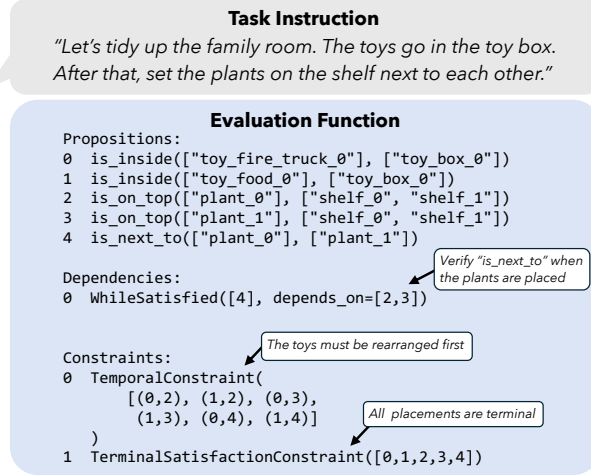 Task Instruction
“Let’s tidy up the family room. The toys go in the toy box.
After that, set the plants on the shelf next to each other.”
Evaluation Function
Propositions:
0 is_inside(["toy_fire_truck_0"], ["toy_box_0"])
1 is_inside(["toy_food_0"], ["toy_box_0"])
2 is_on_top(["plant_0"], ["shelf_0", "shelf_1"])
3 is_on_top(["plant_1"], ["shelf_0", "shelf_1"])
4 is_next_to(["plant_0"], ["plant_1"])
Verify “is_next_to” when
the plants are placed
Dependencies:
0 WhileSatisfied([4], depends_on=[2,3])
The toys must be rearranged first
Constraints:
0 TemporalConstraint(
[(0,2), (1,2), (0,3),
(1,3), (0,4), (1,4)]
)
All placements are terminal
1 TerminalSatisfactionConstraint([0,1,2,3,4])